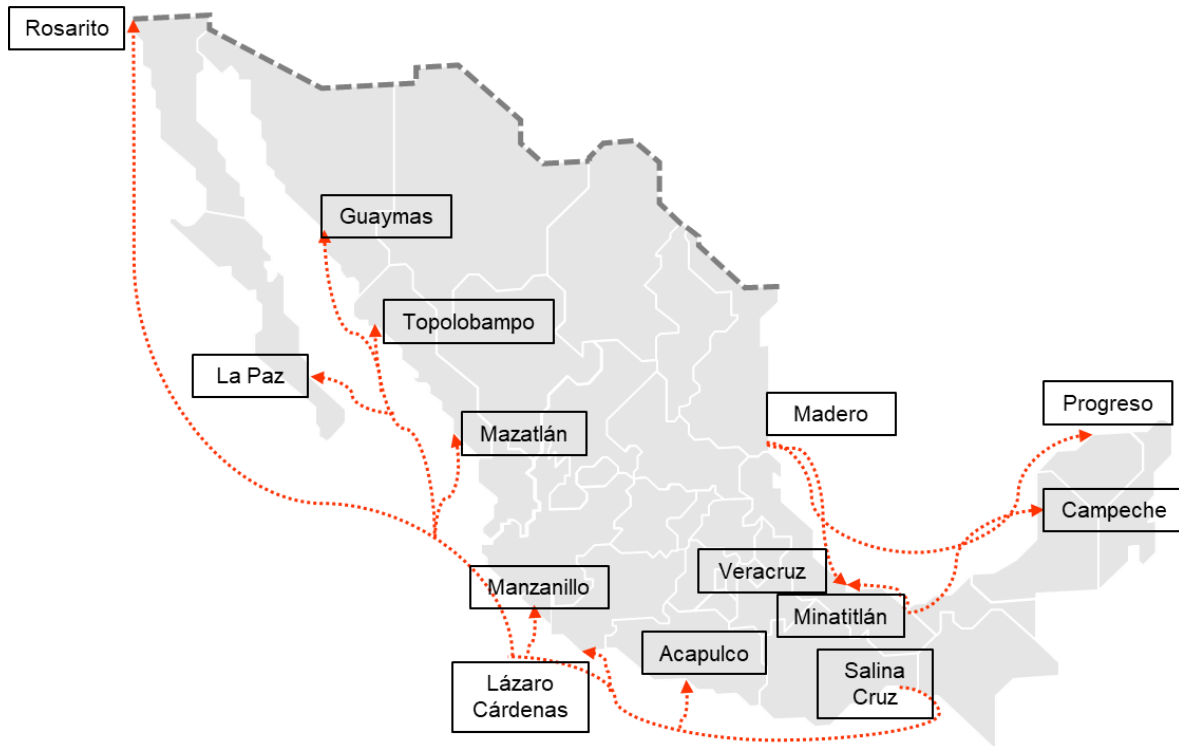 Rosarito
Guaymas
Topolobampo
La Paz
Mazatlán
Madero
Progreso
Campeche
Veracruz
Manzanillo
Minatitlán
Acapulco
Lázaro
Cárdenas
Salina
Cruz